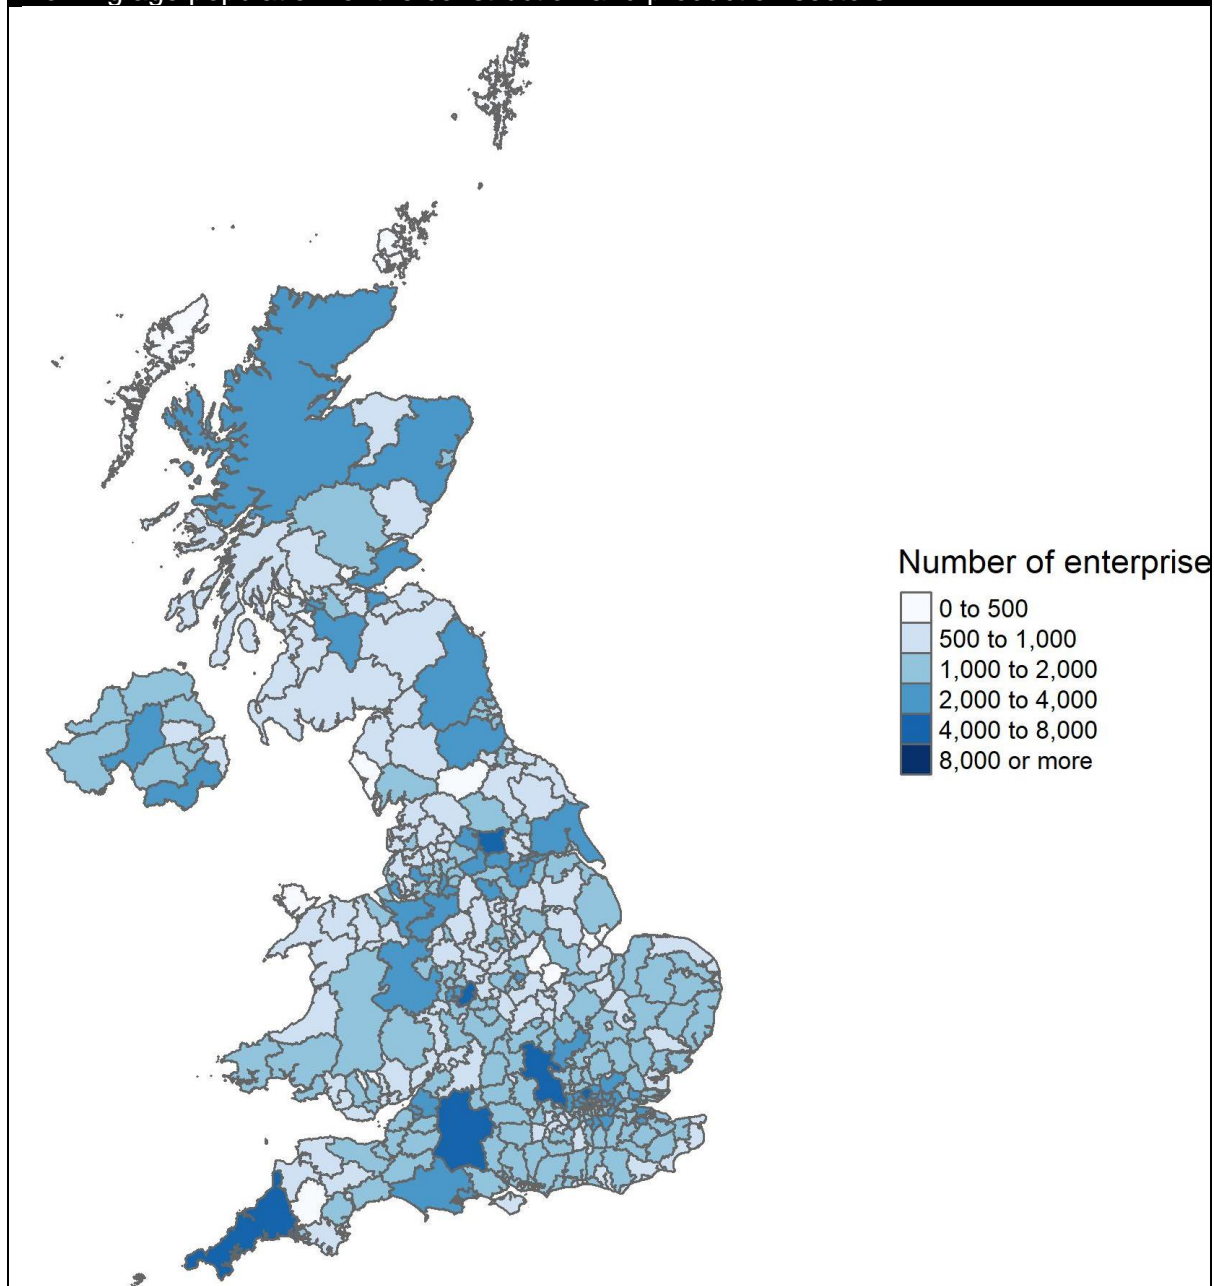 Number of enterprise
0 to 500
500 to 1,000
1,000 to 2,000
2,000 to 4,000
4,000 to 8,000
8,000 or more